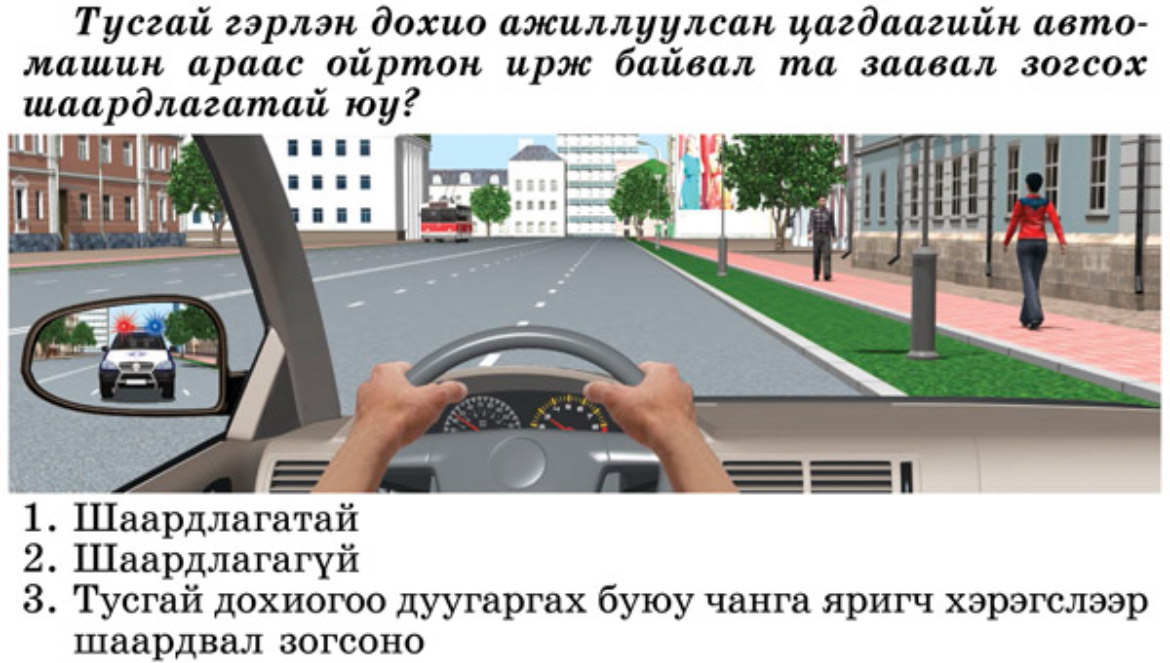 Тусгай гэрлэн дохио ажиллуулсан цагдаагийн авто-
машин араас ойртон ирж байвал та заавал зогсох
шаардлагатай юу?
1. Шаардлагатай
2. Шаардлагагүй
3. Тусгай дохиогоо дуугаргах буюу чанга яригч хэрэгслээр
шаардвал зогсоно